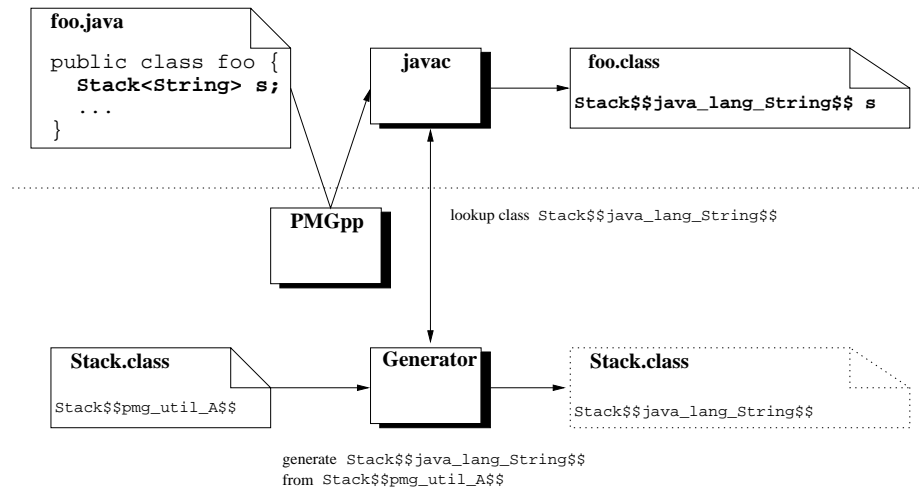 foo.java
public class foo {
Stack<String> s;
...
}
javac
foo.class
Stack$$java_lang_String$$ s
PMGpp
lookup class Stack$$java_lang_String$$
Stack.class
Stack$$pmg_util_A$$
Generator
Stack.class
Stack$$java_lang_String$$
generate Stack$$java_lang_String$$
from Stack$$pmg_util_A$$